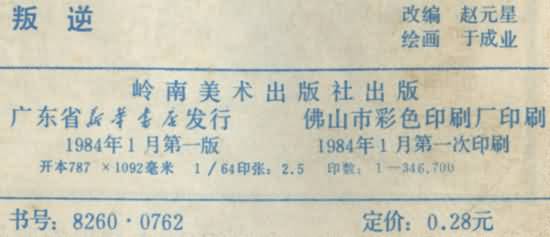 叛逆
改编 赵元星
绘画 于成业
岭南美术出版社出版
广东省新华书店发行 佛山市彩色印刷厂印刷
1984年1月第一版 1984年1月第一次印刷
开本787×1092毫米 1/64印张:2.5 印数:1—346,700
书号:8260·0762 定价:0.28元